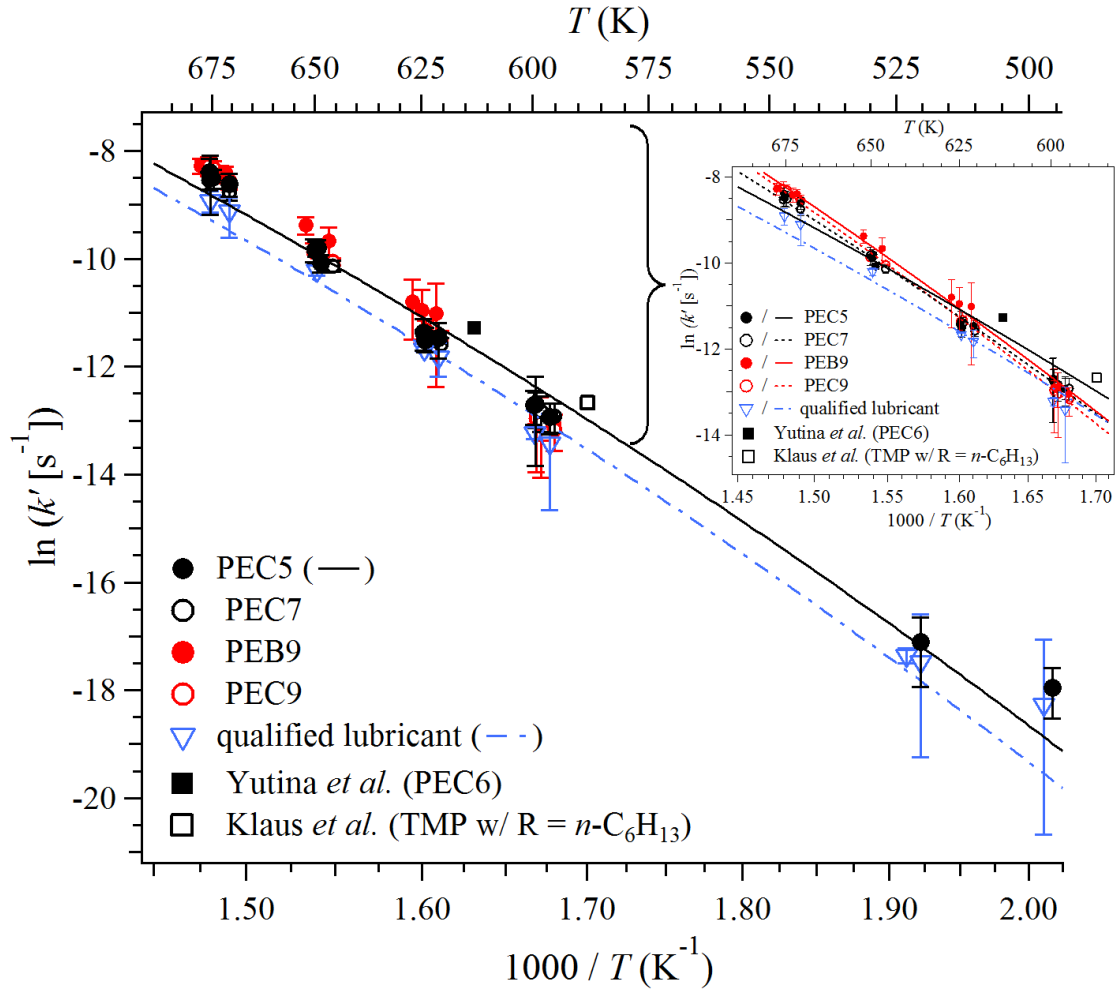 T (K)
675 650 625 600 575 550 525 500
-8
-10
-12
-14
-16
-18
-20
ln (k' [s⁻¹])
PEC5 ( — )
PEC7
PEB9
PEC9
qualified lubricant ( — - )
Yutina et al. (PEC6)
Klaus et al. (TMP w/ R = n-C₆H₁₃)
1.50 1.60 1.70 1.80 1.90 2.00
1000 / T (K⁻¹)
T (K)
675 650 625 600
-8
-10
-12
-14
ln (k' [s⁻¹])
/ — PEC5
/ ---- PEC7
/ — PEB9
/ ---- PEC9
/ — - qualified lubricant
Yutina et al. (PEC6)
Klaus et al. (TMP w/ R = n-C₆H₁₃)
1.45 1.50 1.55 1.60 1.65 1.70
1000 / T (K⁻¹)